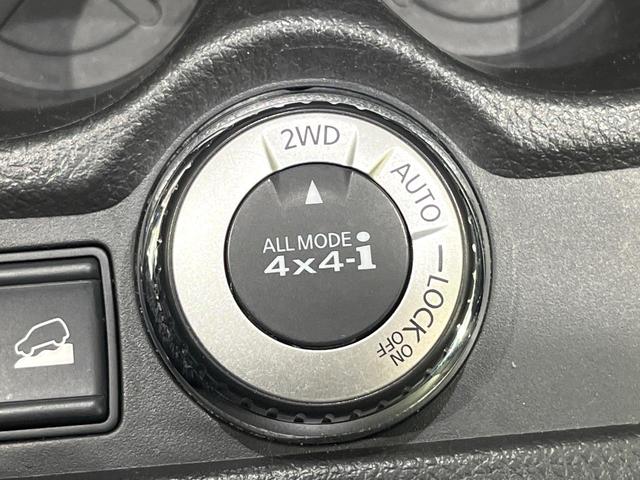 2WD
AUTO
LOCK
ON
OFF
ALL MODE
4x4-i